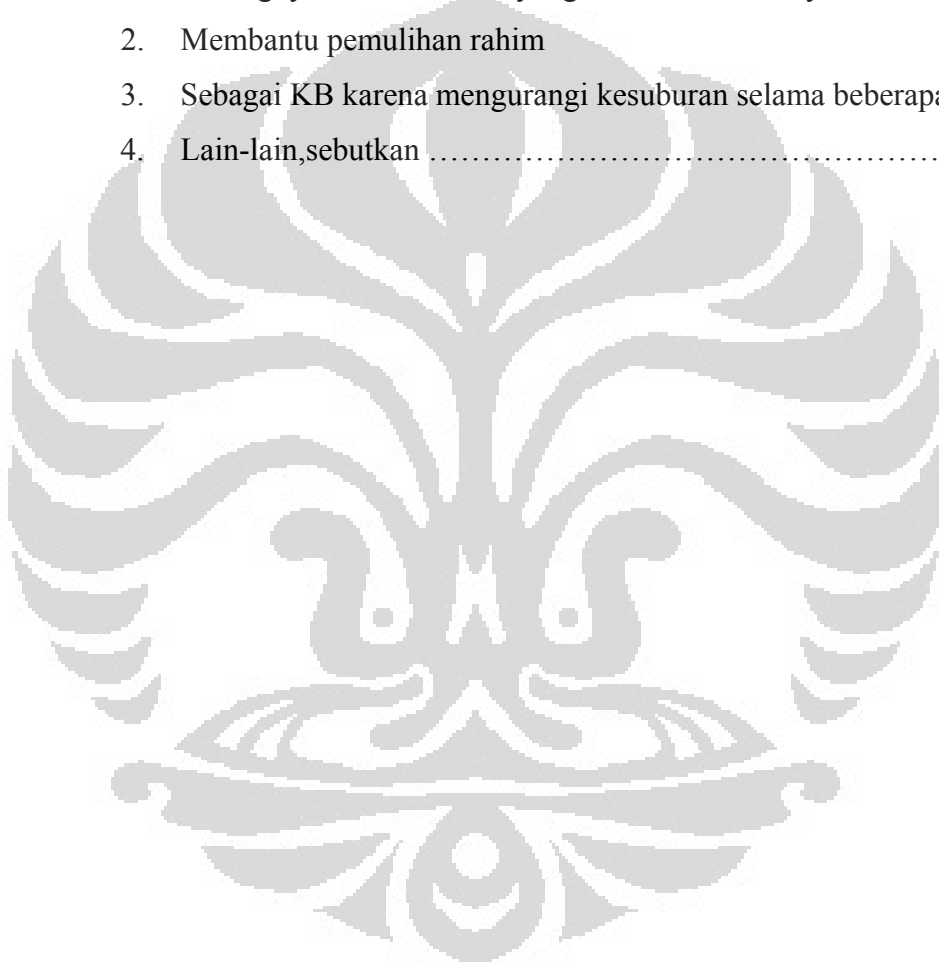 2. Membantu pemulihan rahim
3. Sebagai KB karena mengurangi kesuburan selama beberapa
4. Lain-lain,sebutkan ……………………………………………